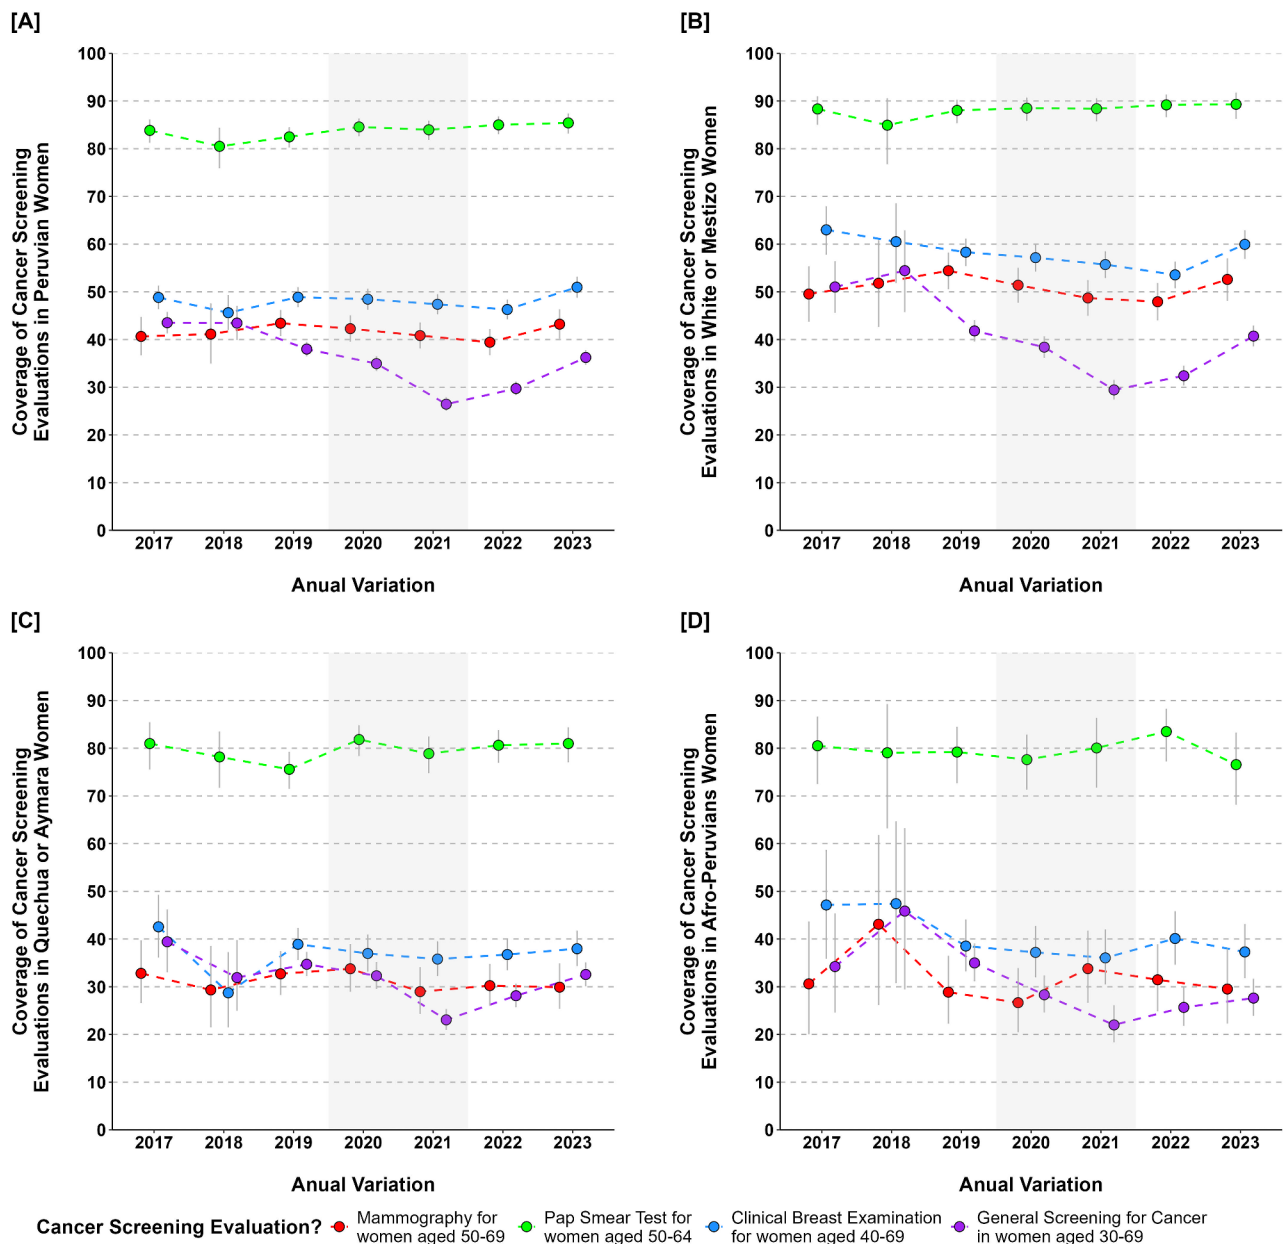 [A]
Coverage of Cancer Screening
Evaluations in Peruvian Women
100
90
80
70
60
50
40
30
20
10
0
2017 2018 2019 2020 2021 2022 2023
Anual Variation
[B]
Coverage of Cancer Screening
Evaluations in White or Mestizo Women
100
90
80
70
60
50
40
30
20
10
0
2017 2018 2019 2020 2021 2022 2023
Anual Variation
[C]
Coverage of Cancer Screening
Evaluations in Quechua or Aymara Women
100
90
80
70
60
50
40
30
20
10
0
2017 2018 2019 2020 2021 2022 2023
Anual Variation
[D]
Coverage of Cancer Screening
Evaluations in Afro-Peruvians Women
100
90
80
70
60
50
40
30
20
10
0
2017 2018 2019 2020 2021 2022 2023
Anual Variation
Cancer Screening Evaluation?
Mammography for
women aged 50-69
Pap Smear Test for
women aged 50-64
Clinical Breast Examination
for women aged 40-69
General Screening for Cancer
in women aged 30-69